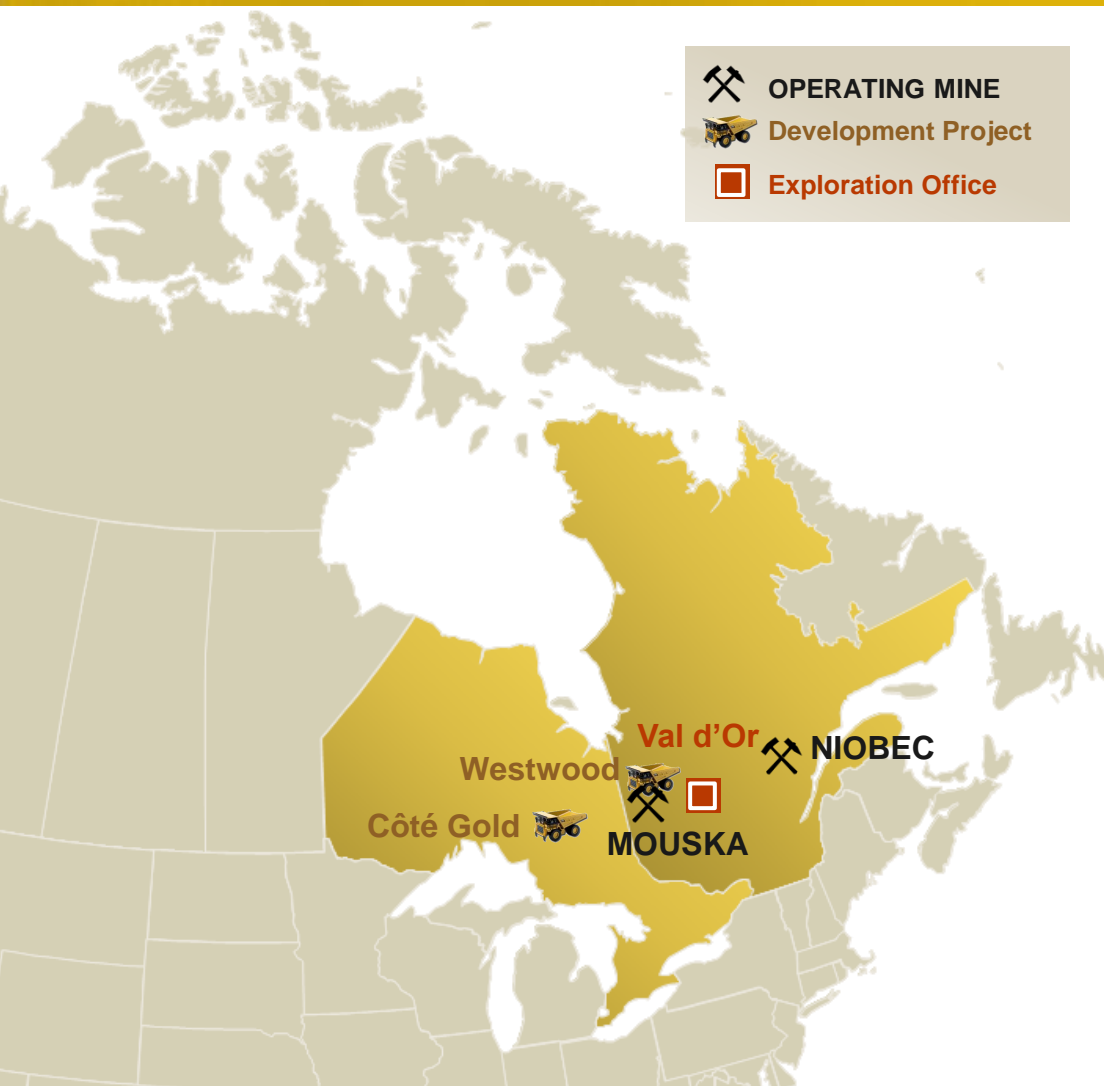 OPERATING MINE
Development Project
Exploration Office
Val d’Or
NIOBEC
Westwood
Côté Gold
MOUSKA